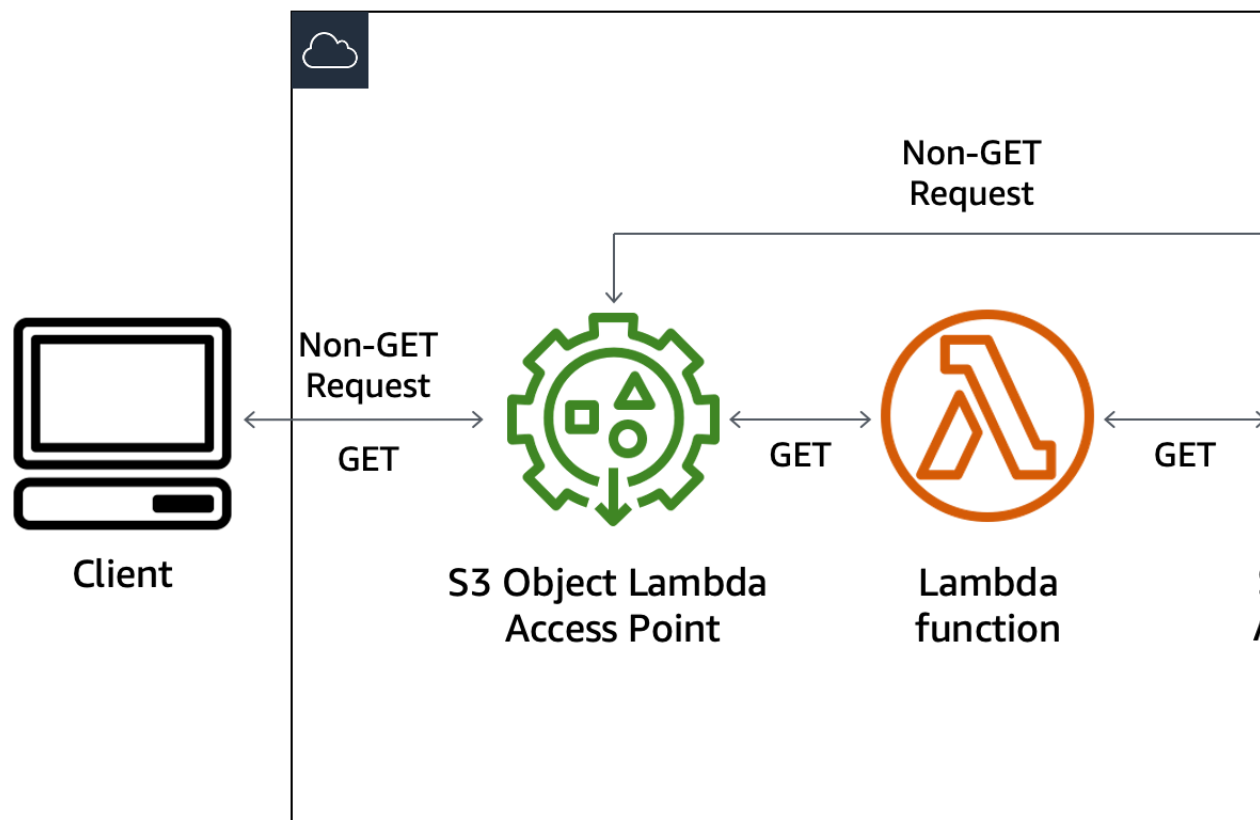 Non-GET
Request
Non-GET
Request
GET
GET
GET
Client
S3 Object Lambda
Access Point
Lambda
function